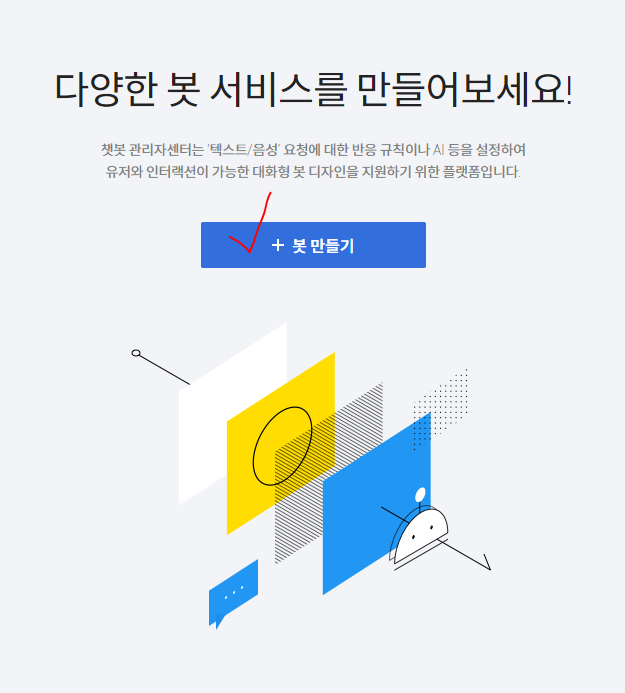 다양한 봇 서비스를 만들어보세요!
챗봇 관리자센터는 '텍스트/음성' 요청에 대한 반응 규칙이나 AI 등을 설정하여
유저와 인터랙션이 가능한 대화형 봇 디자인을 지원하기 위한 플랫폼입니다.
+ 봇 만들기